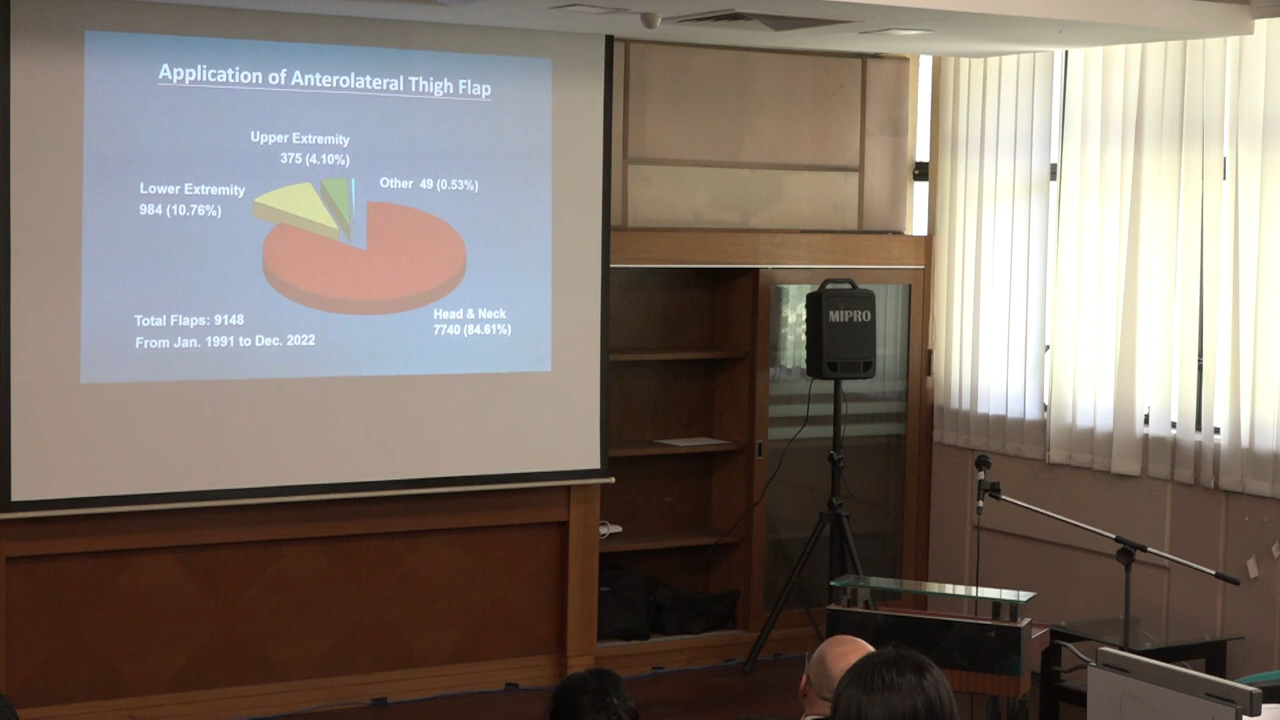 Application of Anterolateral Thigh Flap
Upper Extremity
375 (4.10%)
Other 49 (0.53%)
Lower Extremity
984 (10.76%)
Head & Neck
7740 (84.61%)
Total Flaps: 9148
From Jan. 1991 to Dec. 2022
MIPRO